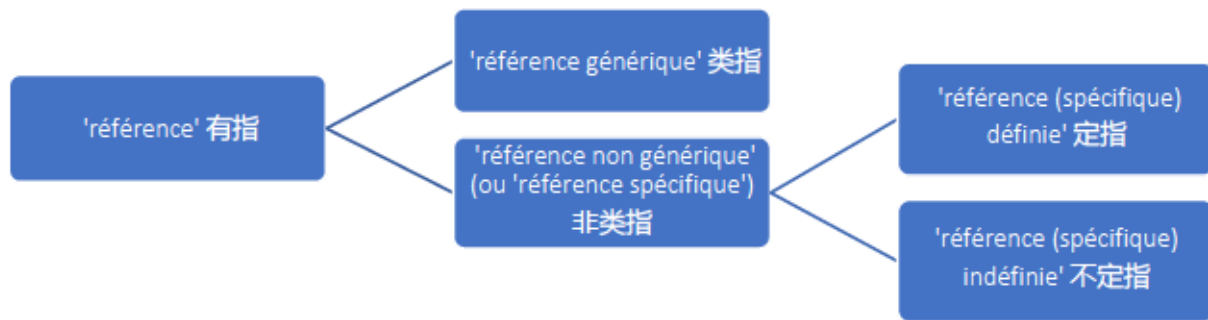 'référence' 有指
'référence générique' 类指
'référence non générique'
(ou 'référence spécifique')
非类指
'référence (spécifique)
définie' 定指
'référence (spécifique)
indéfinie' 不定指